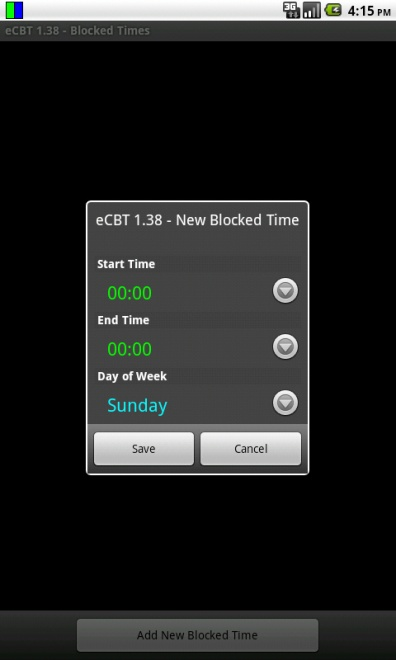 3G
4:15 PM
eCBT 1.38 - Blocked Times
eCBT 1.38 - New Blocked Time
Start Time
00:00
End Time
00:00
Day of Week
Sunday
Save Cancel
Add New Blocked Time